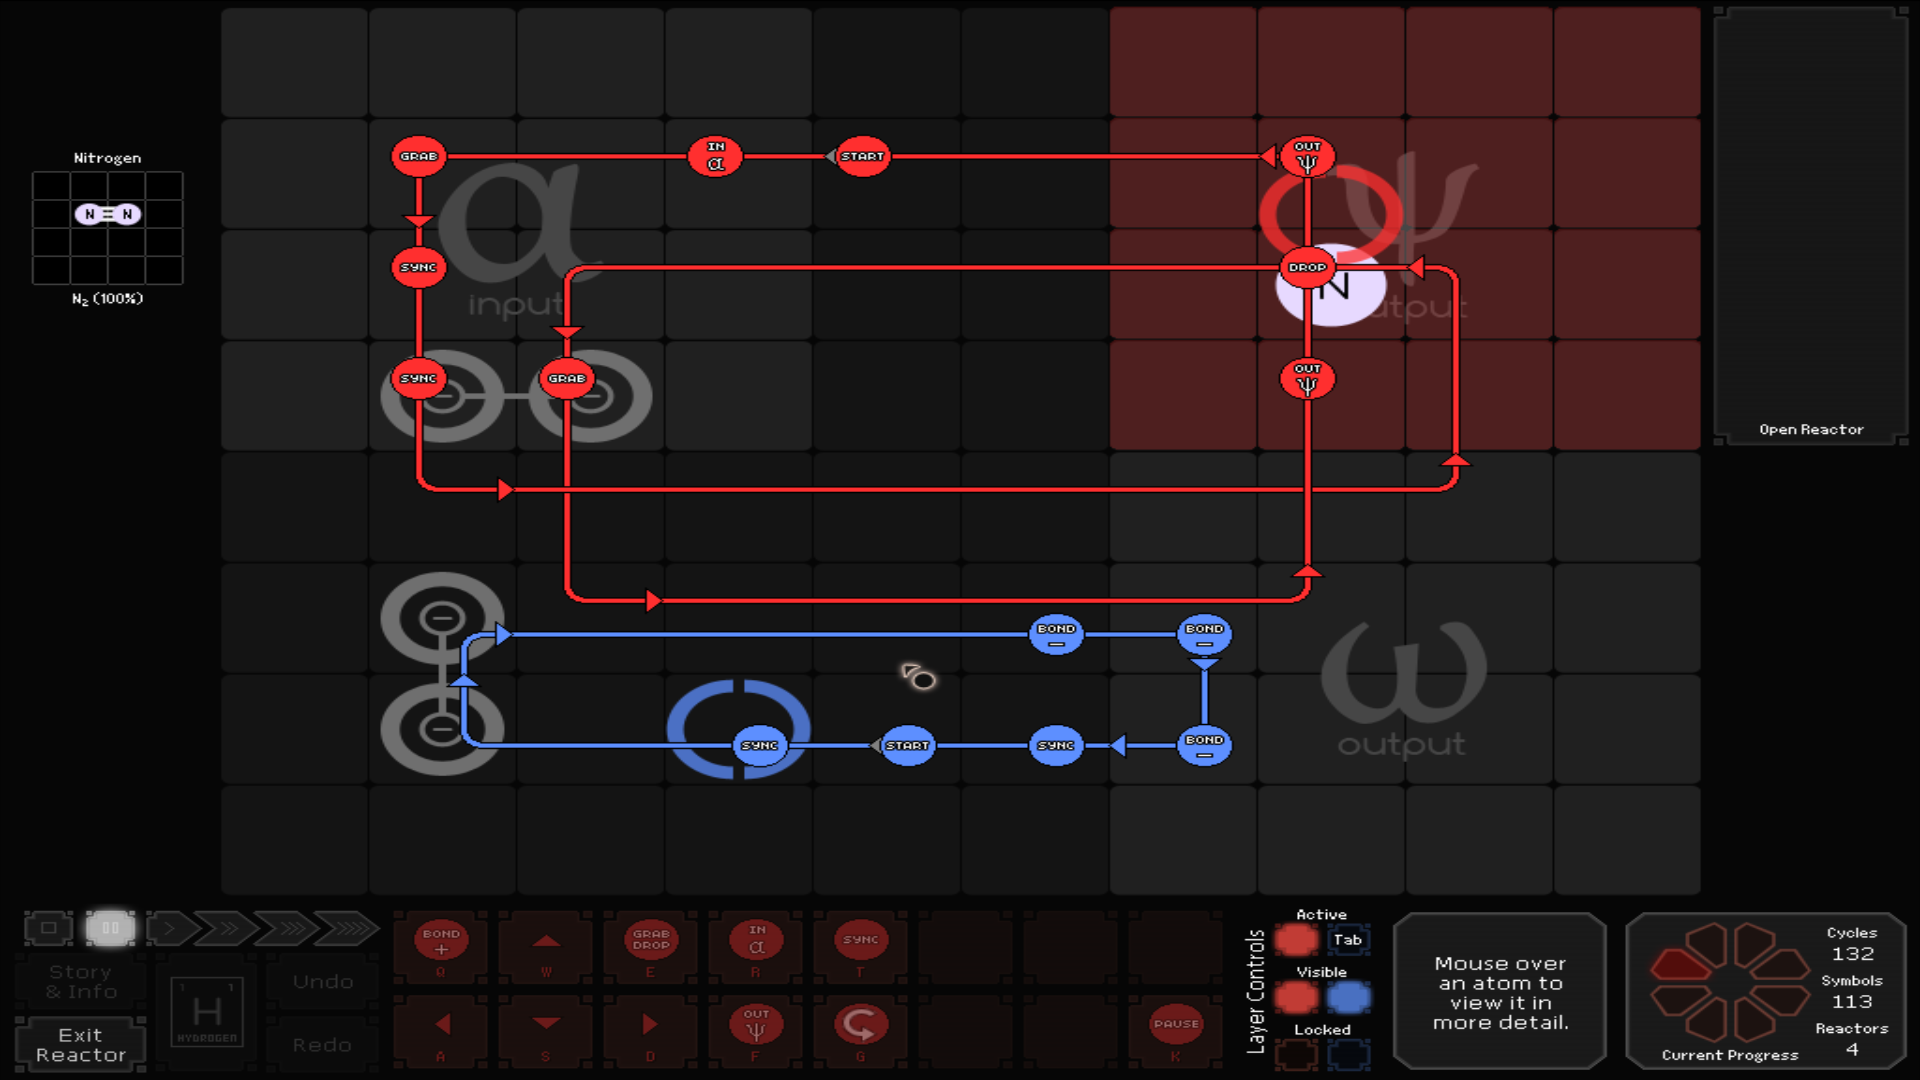 Nitrogen
N N
N₂ (100%)
GRAB
IN
α
START
OUT
ψ
SYNC
α
input
DROP
N
ψ
output
SYNC
GRAB
OUT
ψ
Open Reactor
BOND
−
BOND
−
SYNC
START
SYNC
BOND
−
ω
output
Story
& Info
Exit
Reactor
1 1
H
HYDROGEN
Undo
Redo
BOND
+
Q
W
GRAB
DROP
E
IN
α
R
SYNC
T
A
S
D
OUT
ψ
F
G
PAUSE
K
Layer Controls
Active
Tab
Visible
Locked
Mouse over
an atom to
view it in
more detail.
Cycles
132
Symbols
113
Reactors
4
Current Progress